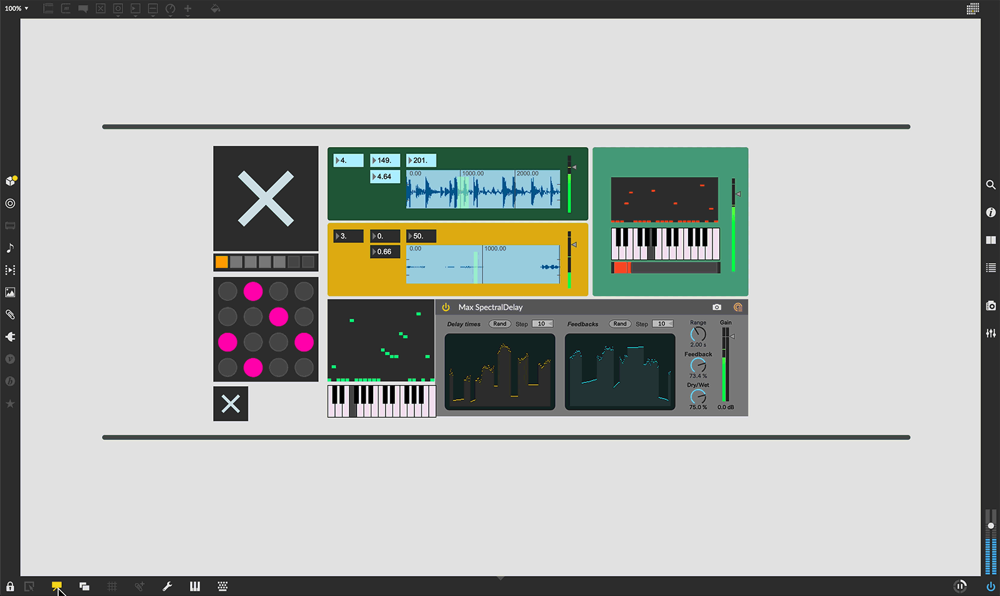 100%
4.
149.
201.
4.64
0.00
1000.00
2000.00
3.
0.
50.
0.66
0.00
1000.00
Max SpectralDelay
Delay times
Rand
Step
10
Feedbacks
Rand
Step
10
Range
2.00 s
Feedback
73.4 %
Dry/Wet
75.0 %
Gain
0.0 dB